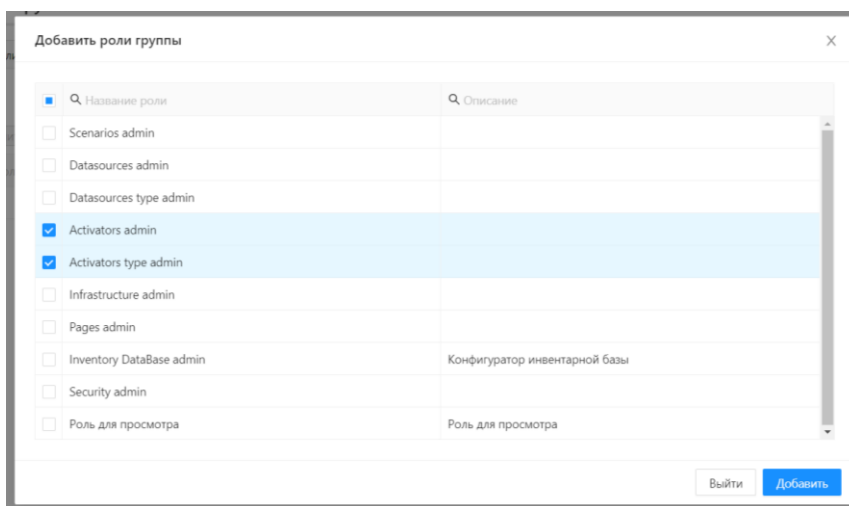 Добавить роли группы
Название роли Описание
Scenarios admin
Datasources admin
Datasources type admin
Activators admin
Activators type admin
Infrastructure admin
Pages admin
Inventory DataBase admin Конфигуратор инвентарной базы
Security admin
Роль для просмотра Роль для просмотра
Выйти Добавить